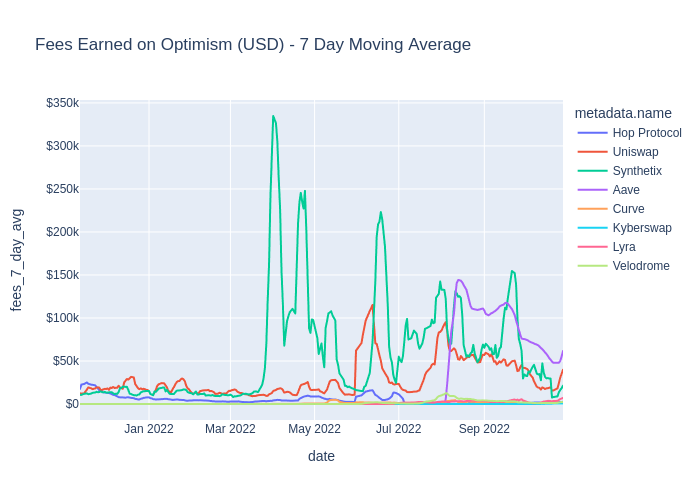 Fees Earned on Optimism (USD) - 7 Day Moving Average
metadata.name
Hop Protocol
Uniswap
Synthetix
Aave
Curve
Kyberswap
Lyra
Velodrome
$350k
$300k
$250k
$200k
$150k
$100k
$50k
$0
fees_7_day_avg
Jan 2022
Mar 2022
May 2022
Jul 2022
Sep 2022
date